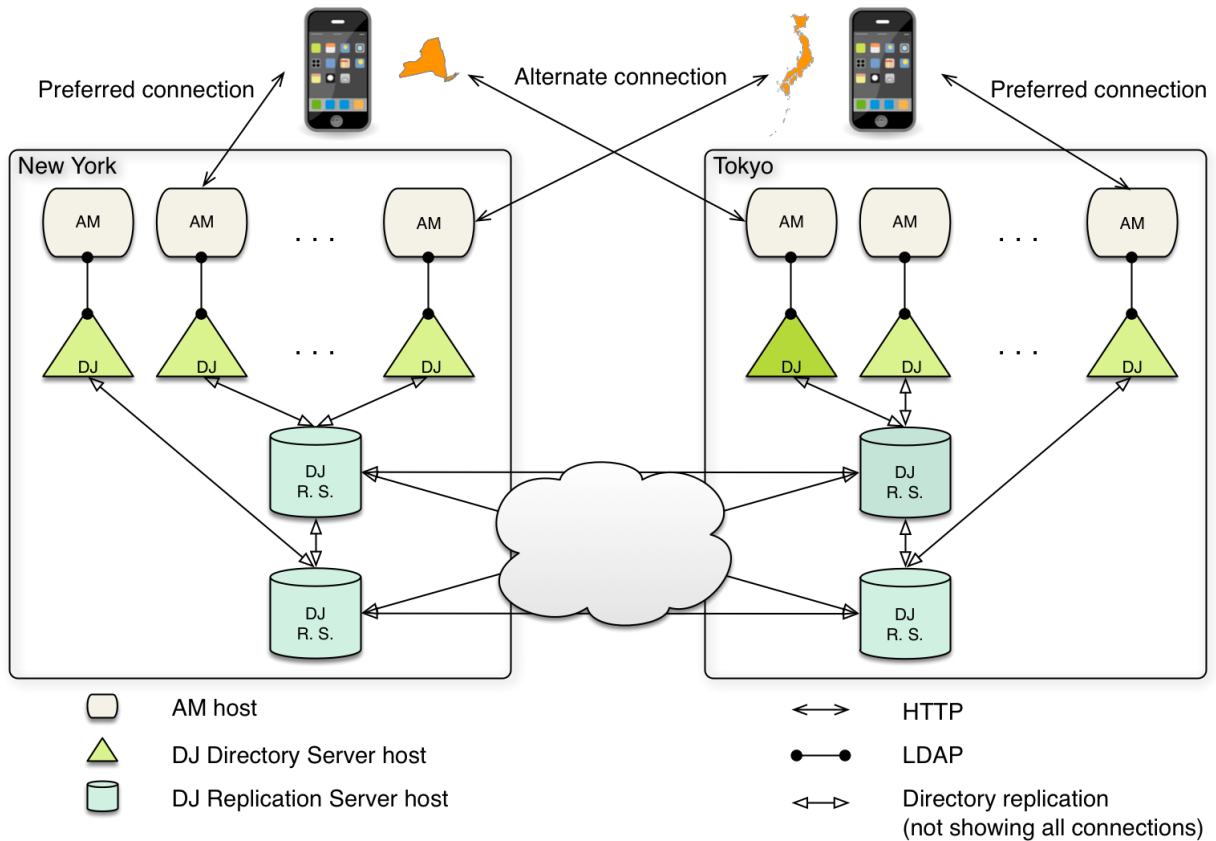 Preferred connection
Alternate connection
Preferred connection
New York
Tokyo
AM
AM
. . .
AM
AM
AM
. . .
AM
DJ
DJ
. . .
DJ
DJ
DJ
. . .
DJ
DJ
R. S.
DJ
R. S.
DJ
R. S.
DJ
R. S.
AM host
HTTP
DJ Directory Server host
LDAP
DJ Replication Server host
Directory replication
(not showing all connections)